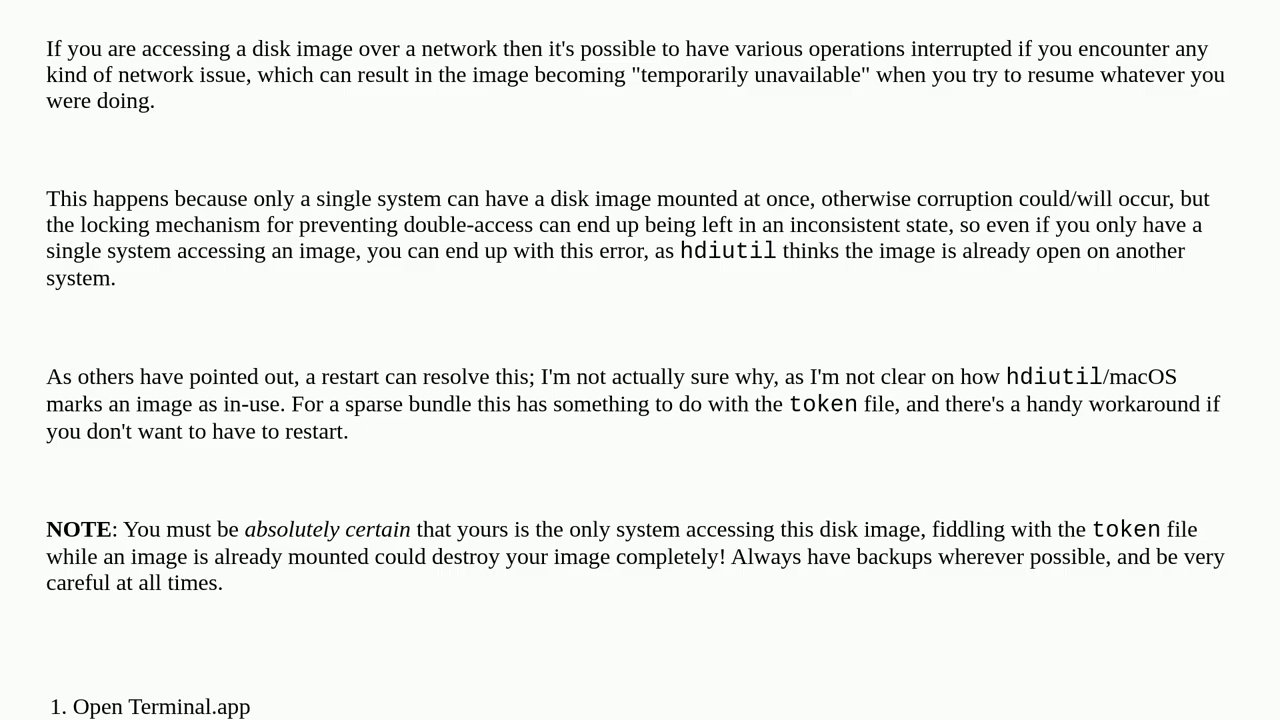 If you are accessing a disk image over a network then it's possible to have various operations interrupted if you encounter any
kind of network issue, which can result in the image becoming "temporarily unavailable" when you try to resume whatever you
were doing.
This happens because only a single system can have a disk image mounted at once, otherwise corruption could/will occur, but
the locking mechanism for preventing double-access can end up being left in an inconsistent state, so even if you only have a
single system accessing an image, you can end up with this error, as hdiutil thinks the image is already open on another
system.
As others have pointed out, a restart can resolve this; I'm not actually sure why, as I'm not clear on how hdiutil/macOS
marks an image as in-use. For a sparse bundle this has something to do with the token file, and there's a handy workaround if
you don't want to have to restart.
NOTE: You must be absolutely certain that yours is the only system accessing this disk image, fiddling with the token file
while an image is already mounted could destroy your image completely! Always have backups wherever possible, and be very
careful at all times.
1. Open Terminal.app